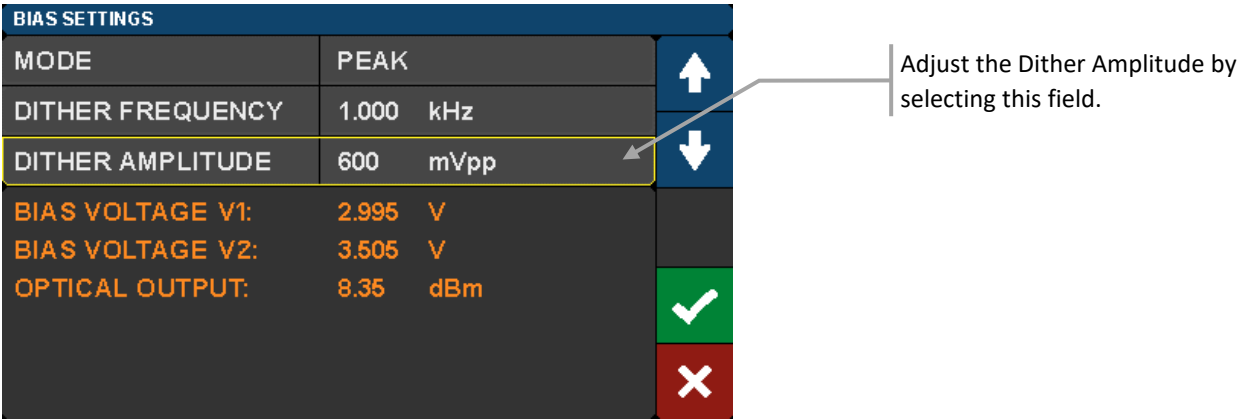 BIAS SETTINGS
MODE PEAK
DITHER FREQUENCY 1.000 kHz
DITHER AMPLITUDE 600 mVpp
BIAS VOLTAGE V1: 2.995 V
BIAS VOLTAGE V2: 3.505 V
OPTICAL OUTPUT: 8.35 dBm
Adjust the Dither Amplitude by
selecting this field.